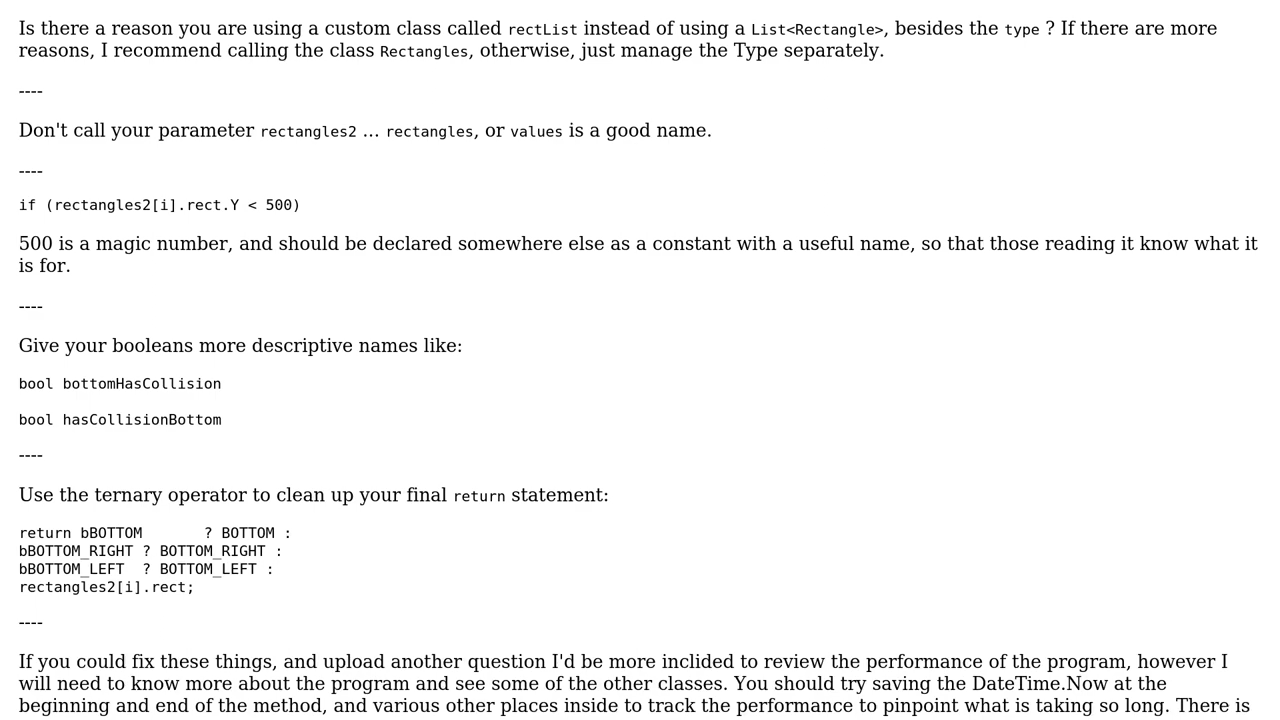 Is there a reason you are using a custom class called rectList instead of using a List<Rectangle>, besides the type ? If there are more
reasons, I recommend calling the class Rectangles, otherwise, just manage the Type separately.
----
Don't call your parameter rectangles2 ... rectangles, or values is a good name.
----
if (rectangles2[i].rect.Y < 500)
500 is a magic number, and should be declared somewhere else as a constant with a useful name, so that those reading it know what it
is for.
----
Give your booleans more descriptive names like:
bool bottomHasCollision
bool hasCollisionBottom
----
Use the ternary operator to clean up your final return statement:
return bBOTTOM       ? BOTTOM :
bBOTTOM_RIGHT ? BOTTOM_RIGHT :
bBOTTOM_LEFT  ? BOTTOM_LEFT :
rectangles2[i].rect;
----
If you could fix these things, and upload another question I'd be more inclided to review the performance of the program, however I
will need to know more about the program and see some of the other classes. You should try saving the DateTime.Now at the
beginning and end of the method, and various other places inside to track the performance to pinpoint what is taking so long. There is